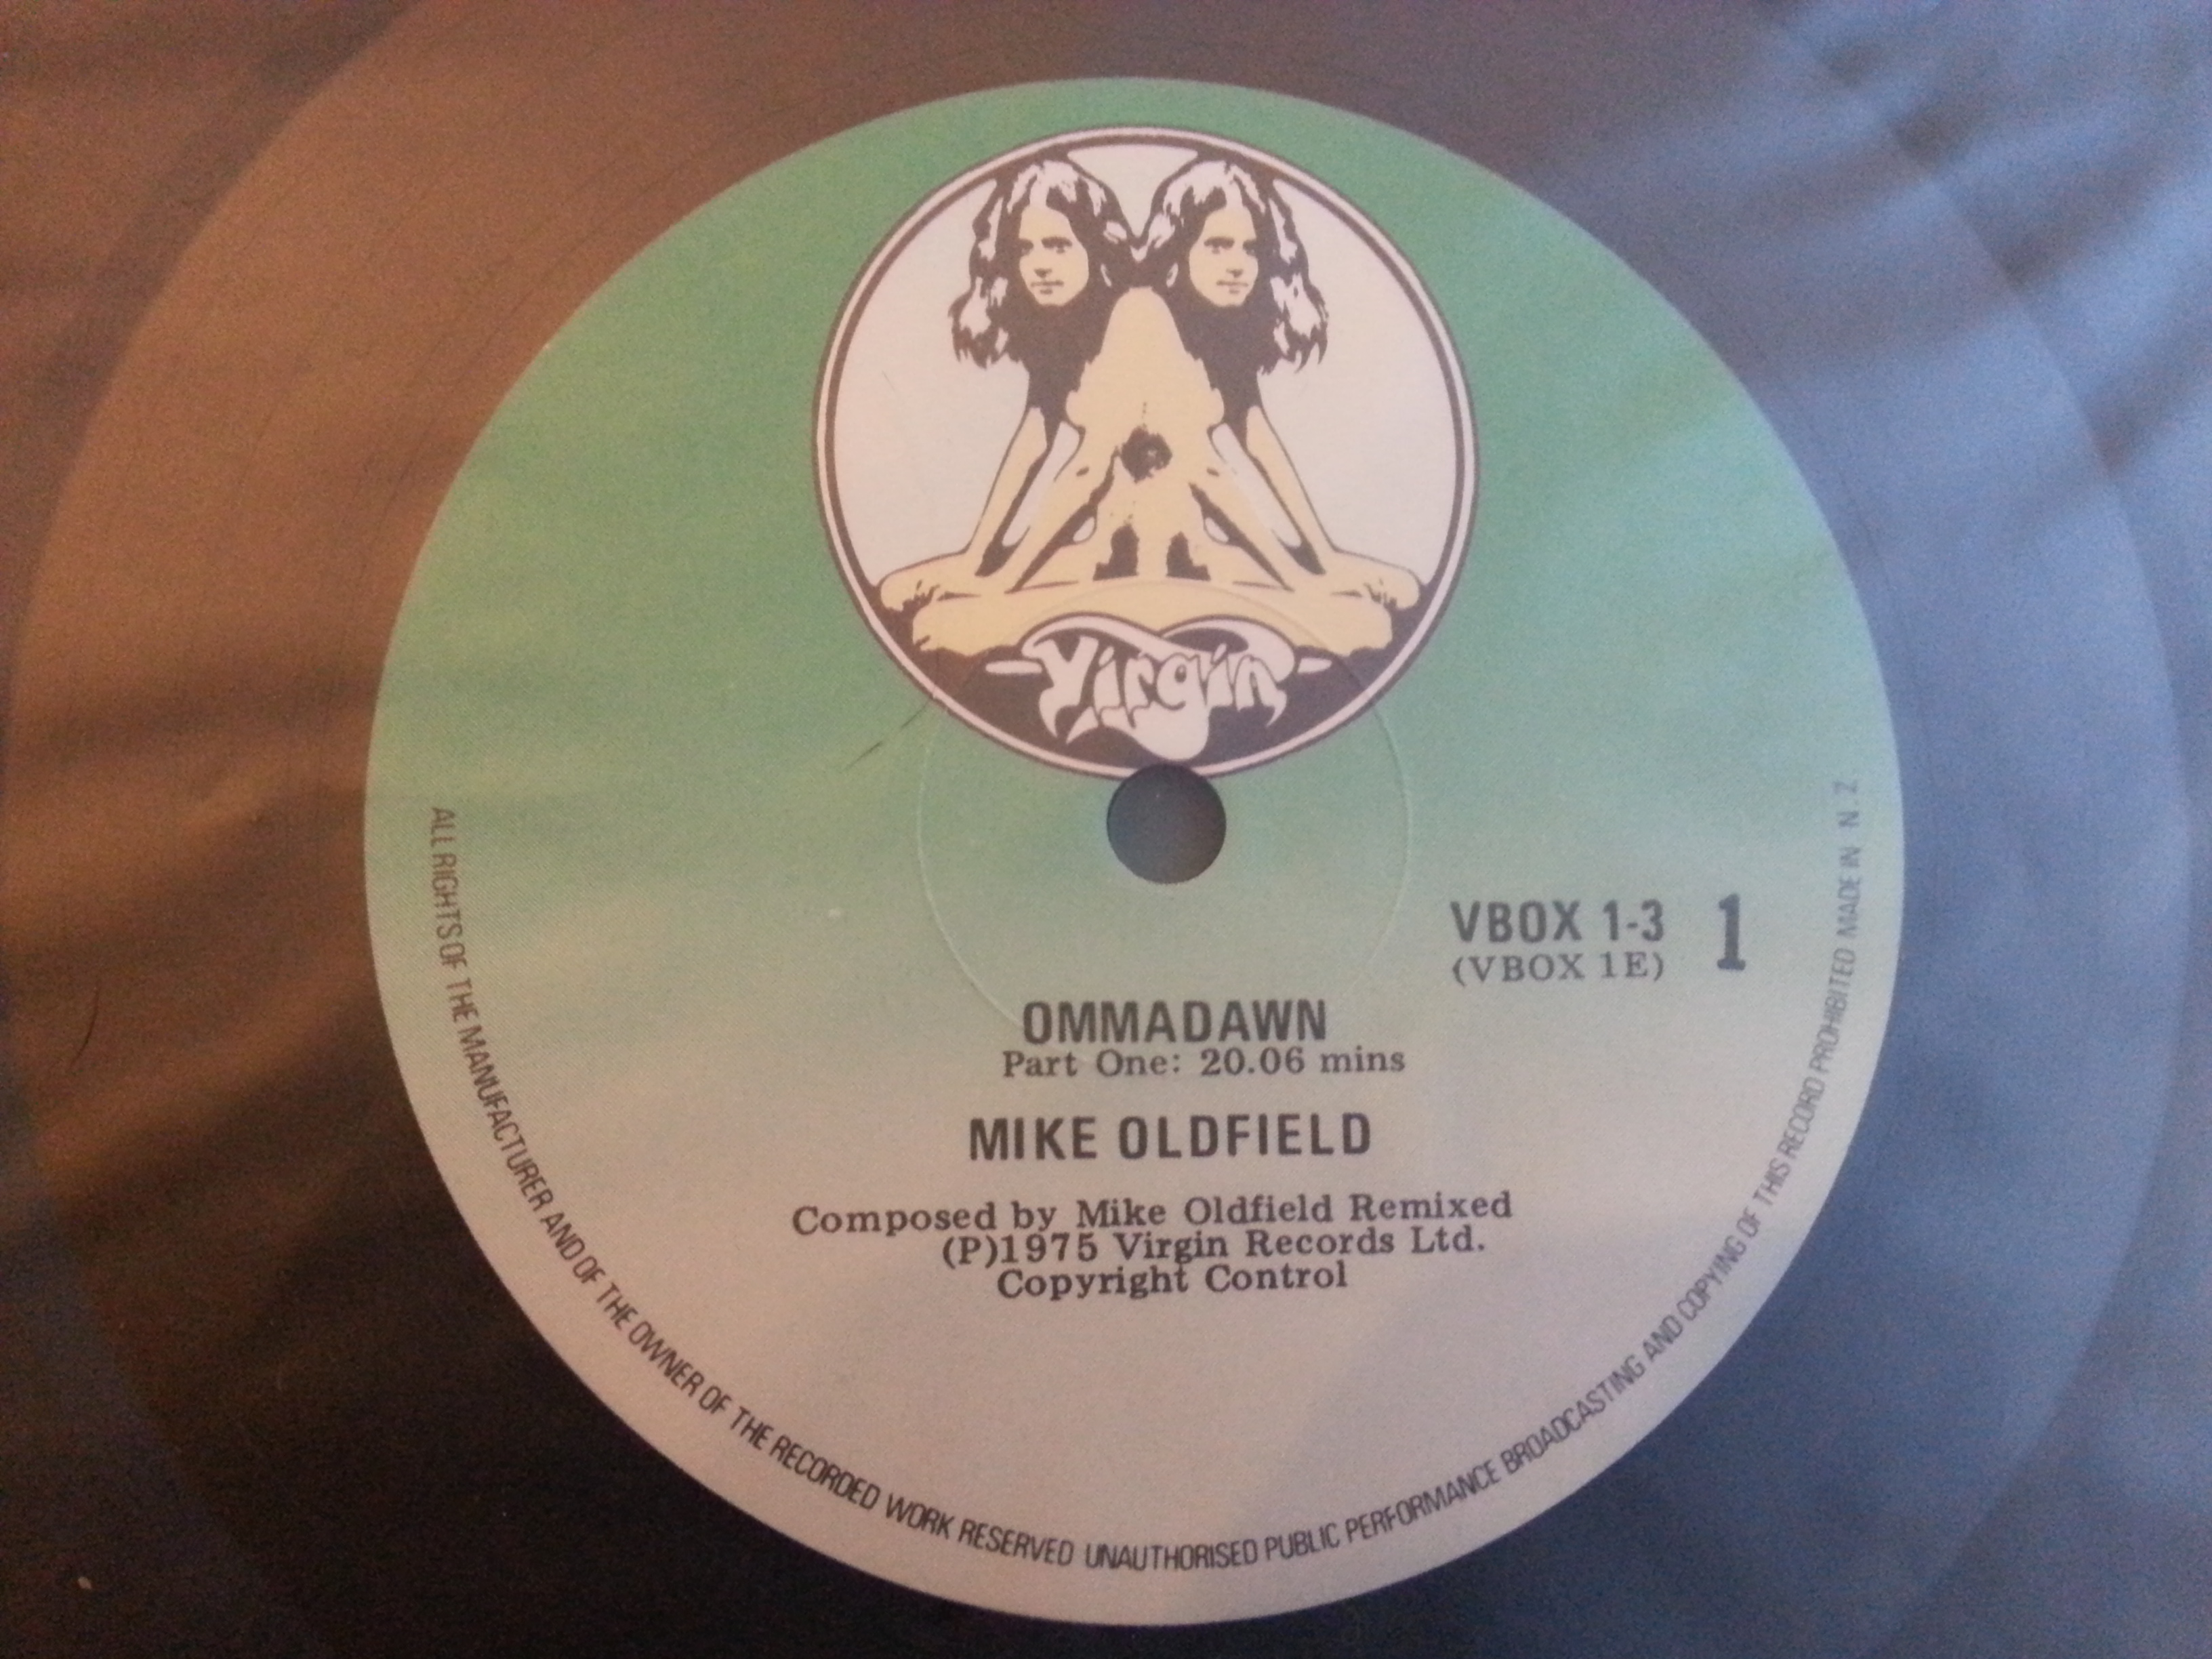 Virgin
VBOX 1-3 1
(VBOX 1E)
OMMADAWN
Part One: 20.06 mins
MIKE OLDFIELD
Composed by Mike Oldfield Remixed
(P)1975 Virgin Records Ltd.
Copyright Control
ALL RIGHTS OF THE MANUFACTURER AND OF THE OWNER OF THE RECORDED WORK RESERVED UNAUTHORISED PUBLIC PERFORMANCE BROADCASTING AND COPYING OF THIS RECORD PROHIBITED MADE IN N.Z